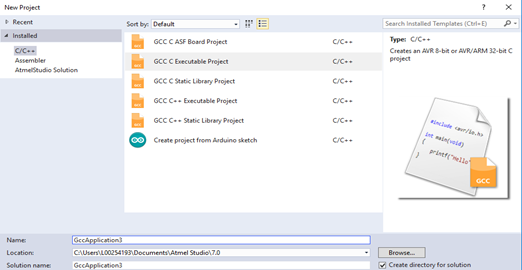 New Project
? ×
Recent
Installed
C/C++
Assembler
AtmelStudio Solution
Sort by: Default
Search Installed Templates (Ctrl+E)
GCC C ASF Board Project C/C++
GCC C Executable Project C/C++
GCC C Static Library Project C/C++
GCC C++ Executable Project C/C++
GCC C++ Static Library Project C/C++
Create project from Arduino sketch C/C++
Type: C/C++
Creates an AVR 8-bit or AVR/ARM 32-bit C
project
#include <avr/io.h>
int main(void)
{
printf("Hello"
}
GCC
Name: GccApplication3
Location: C:\Users\L00254193\Documents\Atmel Studio\7.0
Browse...
Solution name: GccApplication3
Create directory for solution